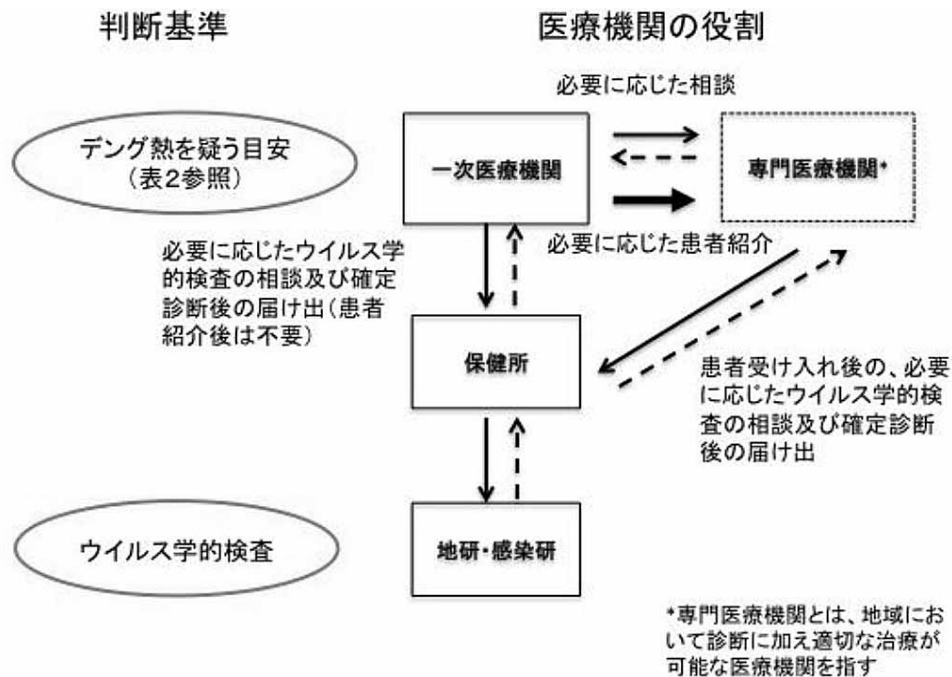 判断基準
医療機関の役割
必要に応じた相談
デング熱を疑う目安
(表2参照)
一次医療機関
専門医療機関*
必要に応じた患者紹介
必要に応じたウイルス学
的検査の相談及び確定
診断後の届け出(患者
紹介後は不要)
保健所
患者受け入れ後の、必要
に応じたウイルス学的検
査の相談及び確定診断
後の届け出
ウイルス学的検査
地研・感染研
*専門医療機関とは、地域にお
いて診断に加え適切な治療が
可能な医療機関を指す